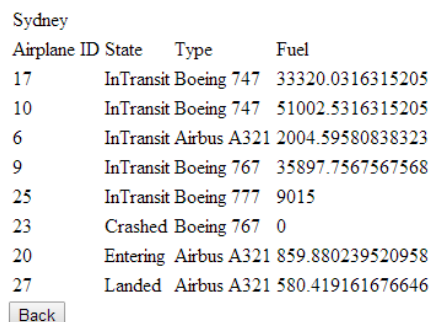 Sydney
Airplane ID State Type Fuel
17 InTransit Boeing 747 33320.0316315205
10 InTransit Boeing 747 51002.5316315205
6 InTransit Airbus A321 2004.59580838323
9 InTransit Boeing 767 35897.7567567568
25 InTransit Boeing 777 9015
23 Crashed Boeing 767 0
20 Entering Airbus A321 859.880239520958
27 Landed Airbus A321 580.419161676646
Back